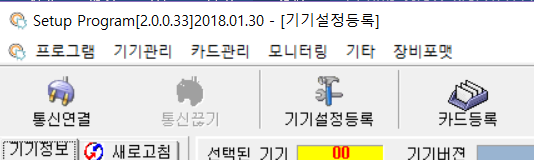 Setup Program[2.0.0.33]2018.01.30 - [기기설정등록]
프로그램 기기관리 카드관리 모니터링 기타 장비포맷
통신연결 통신끊기 기기설정등록 카드등록
기기정보 새로고침 선택된 기기 00 기기버젼